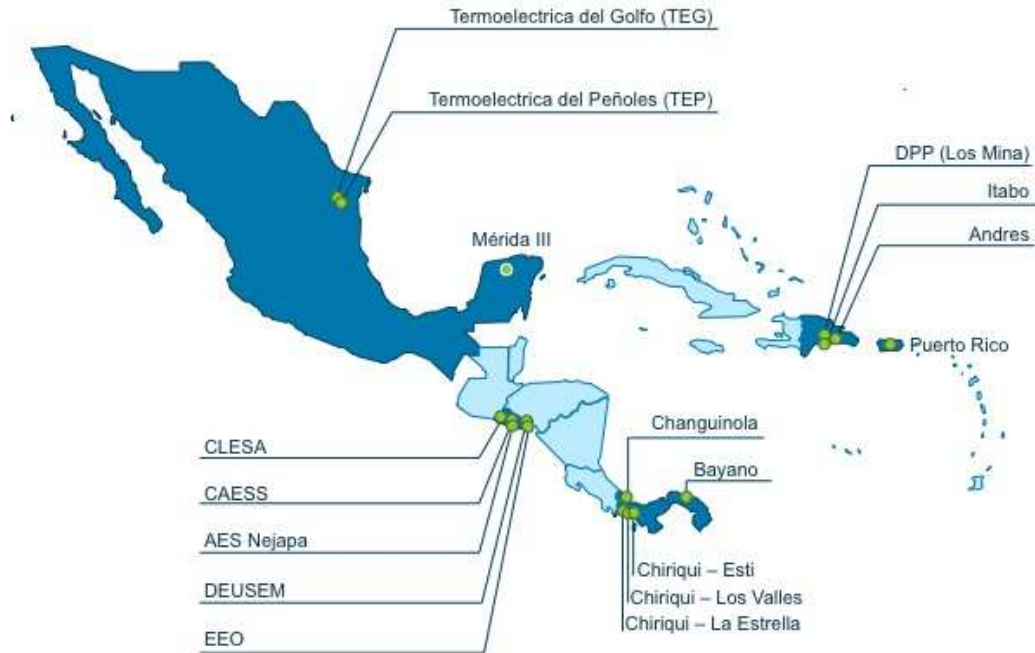 Termoelectrica del Golfo (TEG)
Termoelectrica del Peñoles (TEP)
DPP (Los Mina)
Itabo
Andres
Mérida III
Puerto Rico
Changuinola
Bayano
CLESA
CAESS
AES Nejapa
DEUSEM
EEO
Chiriqui – Esti
Chiriqui – Los Valles
Chiriqui – La Estrella